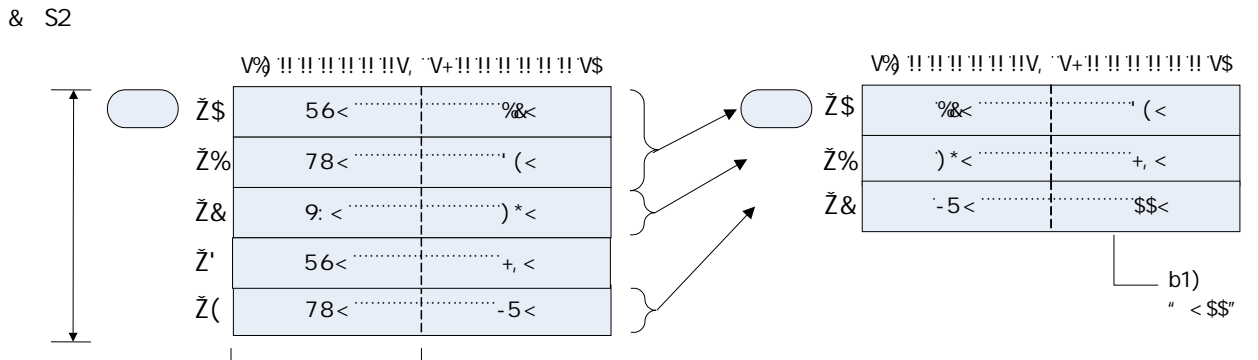 & S2
V%) !! !! !! !! !! !!V, V+!! !! !! !! !! !! V$
Ž$ 56< %&<
Ž% 78< ' (<
Ž& 9: < ) *<
Ž' 56< +, <
Ž( 78< -5<
V%) !! !! !! !! !! !!V, V+!! !! !! !! !! !! V$
Ž$ %&< ' (<
Ž% ) *< +, <
Ž& -5< $$<
b1)
“ < $$”